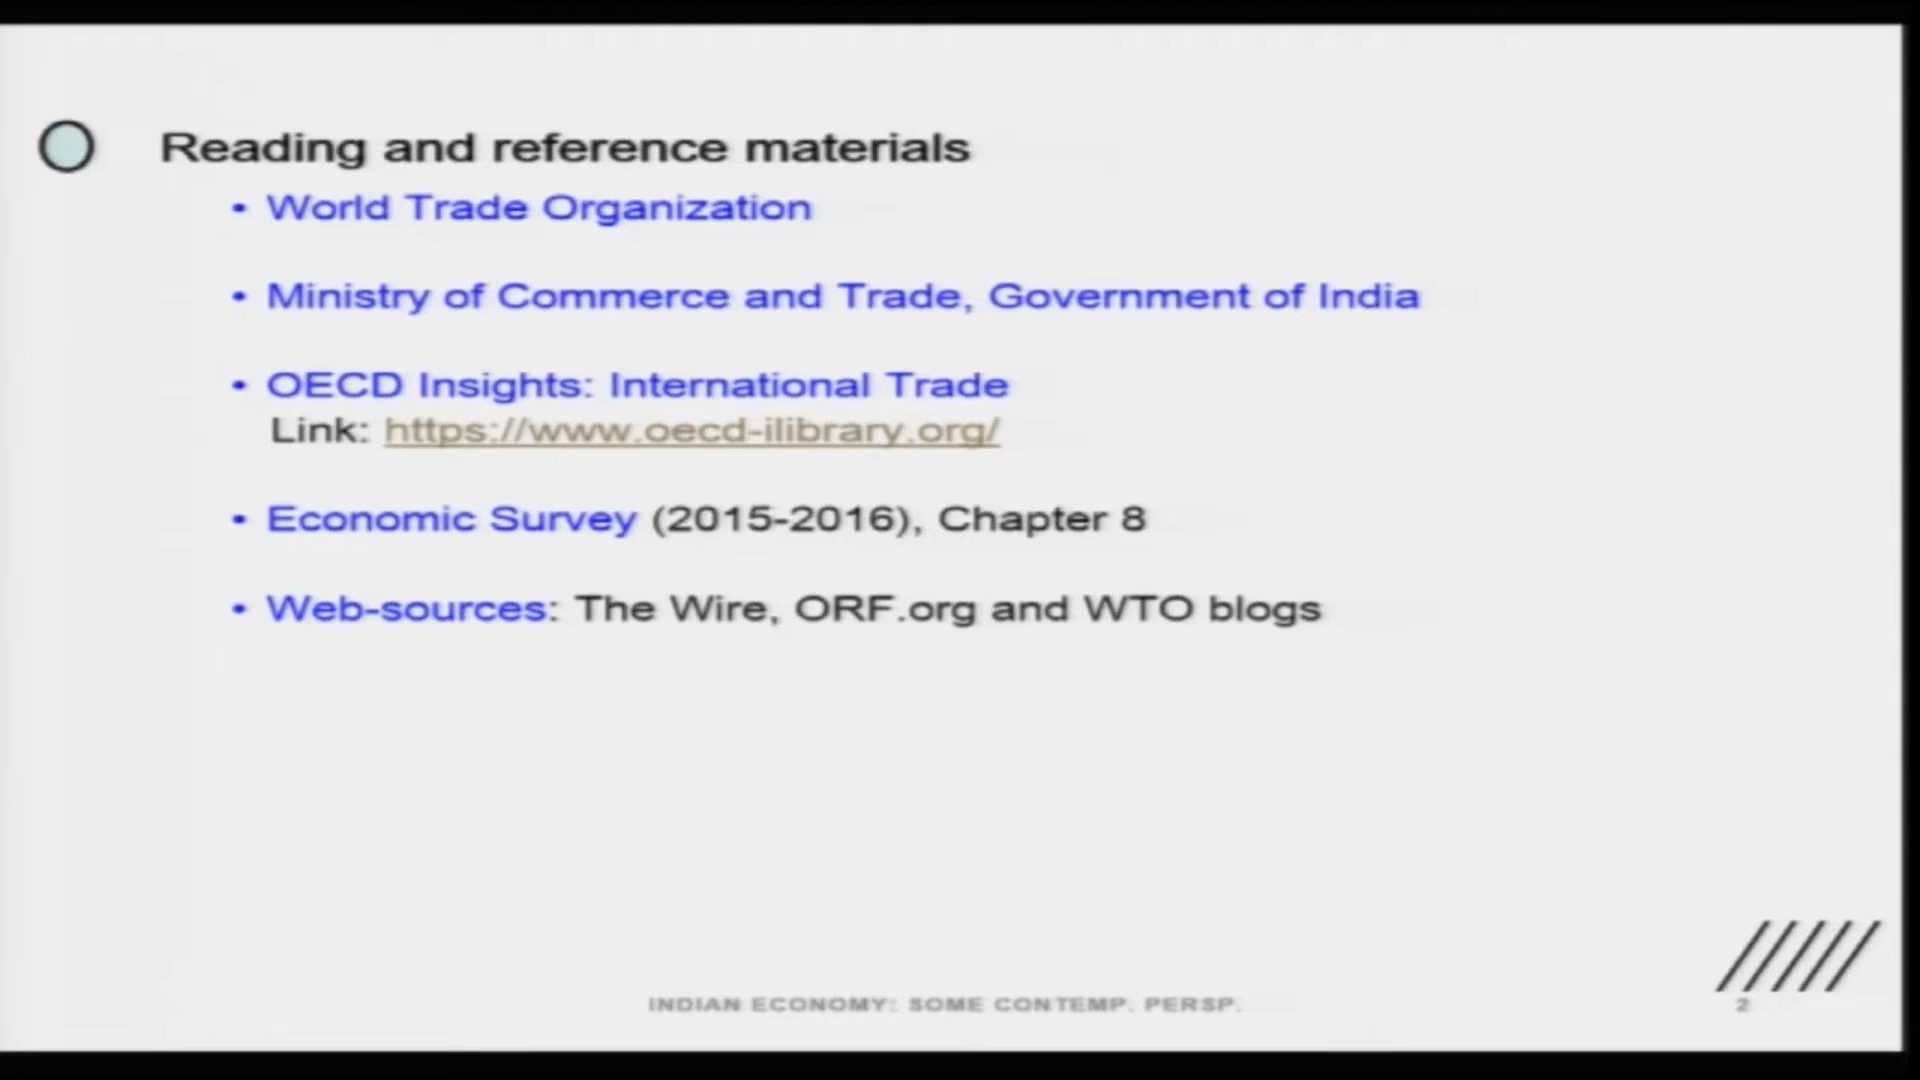 Reading and reference materials
• World Trade Organization
• Ministry of Commerce and Trade, Government of India
• OECD Insights: International Trade
Link: https://www.oecd-ilibrary.org/
• Economic Survey (2015-2016), Chapter 8
• Web-sources: The Wire, ORF.org and WTO blogs
INDIAN ECONOMY: SOME CONTEMP. PERSP.
2